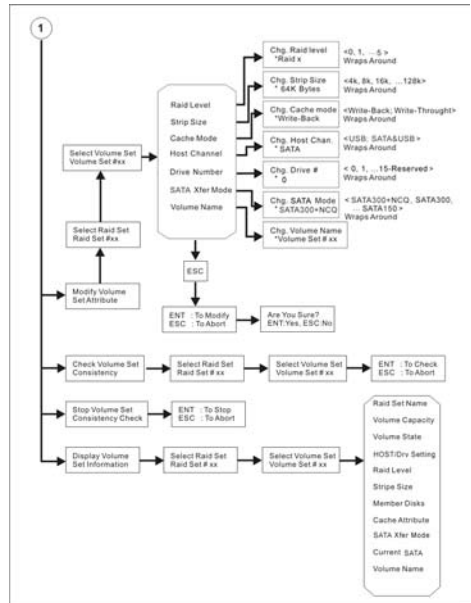 1
Raid Level
Strip Size
Cache Mode
Host Channel
Drive Number
SATA Xfer Mode
Volume Name
Chg. Raid level
*Raid x
<0, 1, ...5 >
Wraps Around
Chg. Strip Size
* 64K Bytes
<4k, 8k, 16k, ...128k>
Wraps Around
Chg. Cache mode
*Write-Back
<Write-Back; Write-Throught>
Wraps Around
Chg. Host Chan.
* SATA
<USB; SATA&USB>
Wraps Around
Chg. Drive #
* 0
< 0, 1, ...15-Reserved >
Wraps Around
Chg. SATA Mode
* SATA300+NCQ
< SATA300+NCQ, SATA300,
... SATA150 >
Wraps Around
Chg. Volume Name
*Volume Set # xx
Select Volume Set
Volume Set #xx
Select Raid Set
Raid Set #xx
Modify Volume
Set Attribute
ESC
ENT : To Modify
ESC : To Abort
Are You Sure?
ENT:Yes, ESC:No
Check Volume Set
Consistency
Select Raid Set
Raid Set # xx
Select Volume Set
Volume Set # xx
ENT : To Check
ESC : To Abort
Stop Volume Set
Consistency Check
ENT : To Stop
ESC : To Abort
Display Volume
Set Information
Select Raid Set
Raid Set # xx
Select Volume Set
Volume Set # xx
Raid Set Name
Volume Capacity
Volume State
HOST/Drv Setting
Raid Level
Stripe Size
Member Disks
Cache Attribute
SATA Xfer Mode
Current SATA
Volume Name